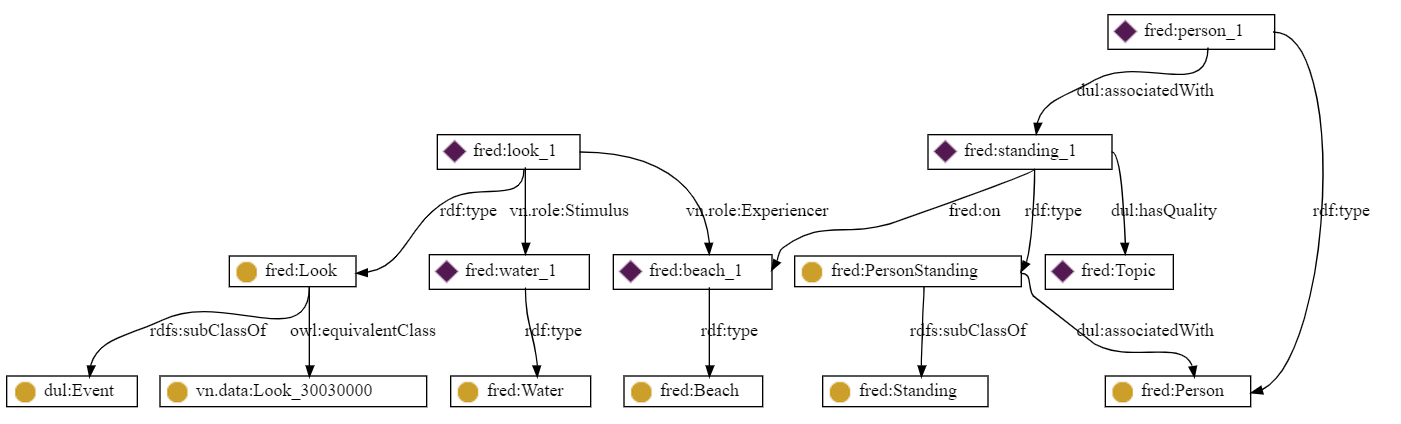 fred:person_1
dul:associatedWith
fred:look_1
fred:standing_1
rdf:type
vn.role:Stimulus
vn.role:Experiencer
fred:on
rdf:type
dul:hasQuality
rdf:type
fred:Look
fred:water_1
fred:beach_1
fred:PersonStanding
fred:Topic
rdfs:subClassOf
owl:equivalentClass
rdf:type
rdf:type
rdfs:subClassOf
dul:associatedWith
dul:Event
vn.data:Look_30030000
fred:Water
fred:Beach
fred:Standing
fred:Person